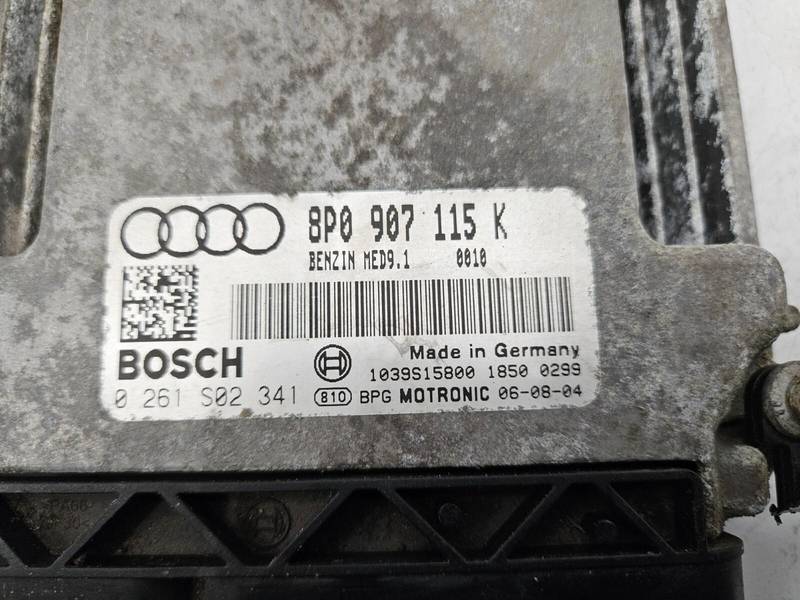 8P0 907 115 K
BENZIN MED9.1 0010
BOSCH
Made in Germany
1039S15800 1850 0299
0 261 S02 341
810 BPG MOTRONIC 06-08-04